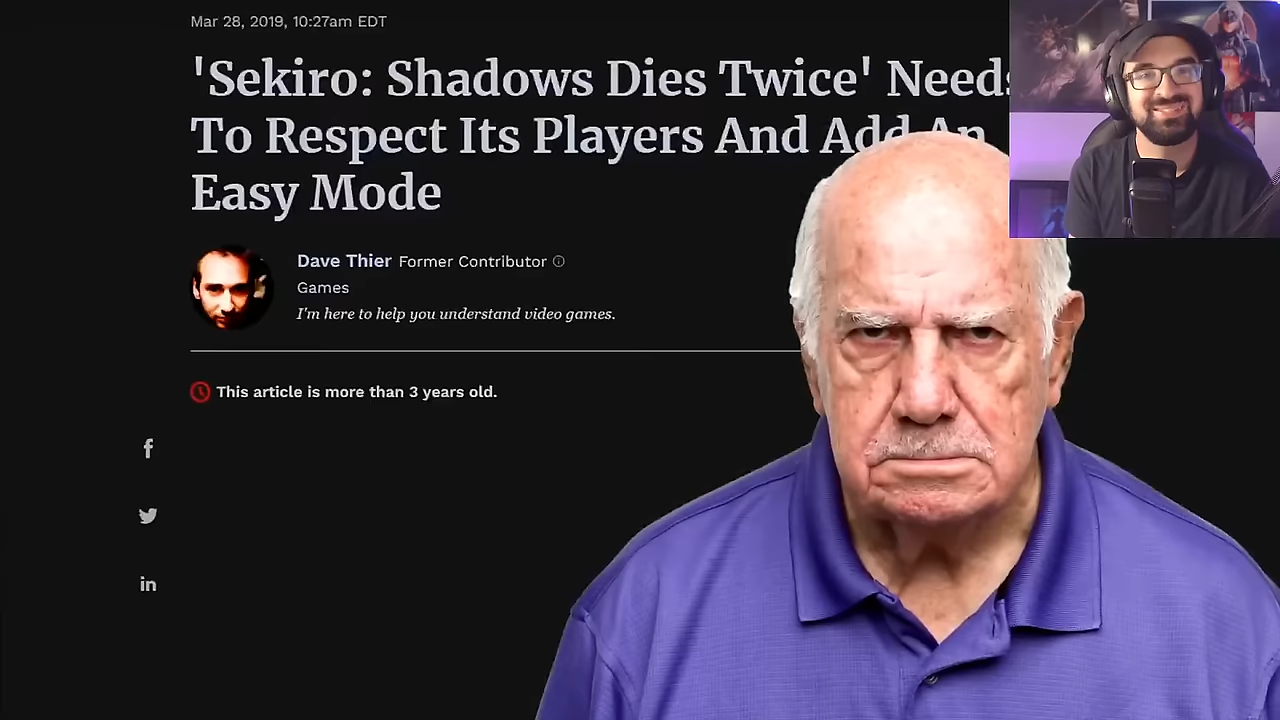 Mar 28, 2019, 10:27am EDT
'Sekiro: Shadows Dies Twice' Needs
To Respect Its Players And Add An
Easy Mode
Dave Thier Former Contributor
Games
I'm here to help you understand video games.
This article is more than 3 years old.
f
in